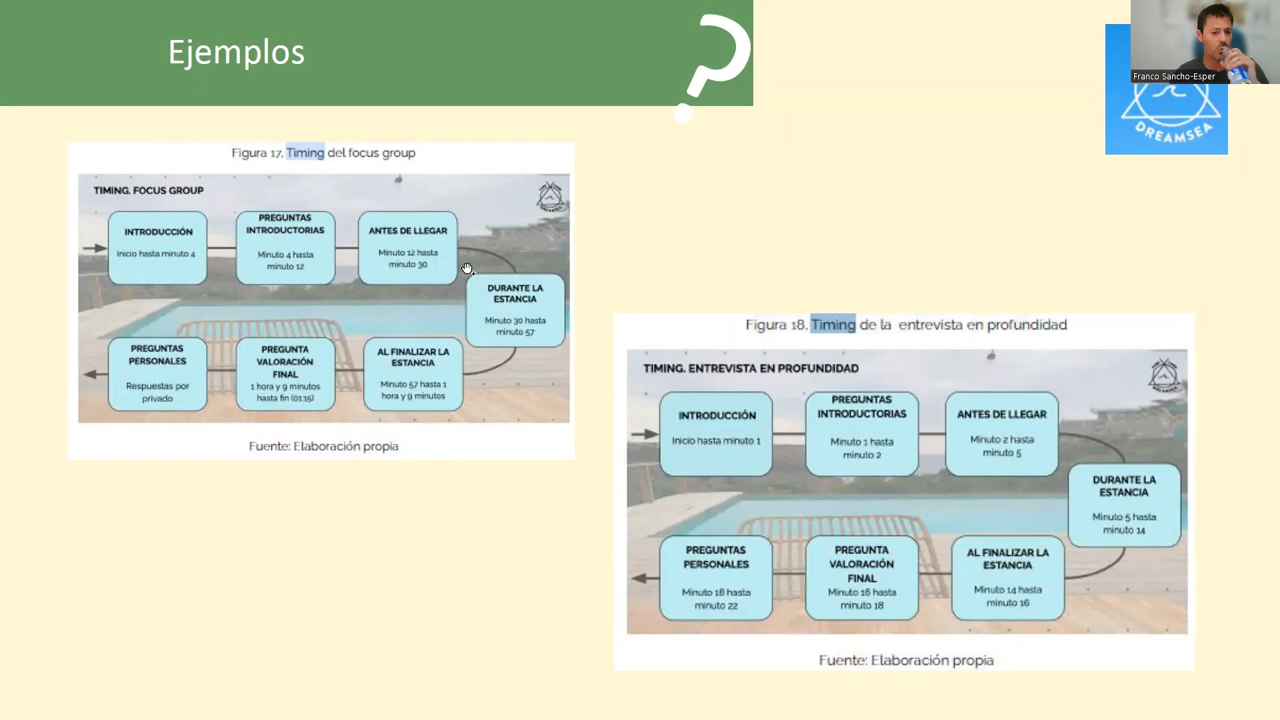 Ejemplos
Franco Sancho-Esper
DREAMSEA
Figura 17. Timing del focus group
TIMING. FOCUS GROUP
INTRODUCCIÓN
Inicio hasta minuto 4
PREGUNTAS
INTRODUCTORIAS
Minuto 4 hasta
minuto 12
ANTES DE LLEGAR
Minuto 12 hasta
minuto 30
DURANTE LA
ESTANCIA
Minuto 30 hasta
minuto 57
AL FINALIZAR LA
ESTANCIA
Minuto 57 hasta 1
hora y 9 minutos
PREGUNTA
VALORACIÓN
FINAL
1 hora y 9 minutos
hasta fin (01:15)
PREGUNTAS
PERSONALES
Respuestas por
privado
Fuente: Elaboración propia
Figura 18. Timing de la entrevista en profundidad
TIMING. ENTREVISTA EN PROFUNDIDAD
INTRODUCCIÓN
Inicio hasta minuto 1
PREGUNTAS
INTRODUCTORIAS
Minuto 1 hasta
minuto 2
ANTES DE LLEGAR
Minuto 2 hasta
minuto 5
DURANTE LA
ESTANCIA
Minuto 5 hasta
minuto 14
AL FINALIZAR LA
ESTANCIA
Minuto 14 hasta
minuto 16
PREGUNTA
VALORACIÓN
FINAL
Minuto 16 hasta
minuto 18
PREGUNTAS
PERSONALES
Minuto 18 hasta
minuto 22
Fuente: Elaboración propia